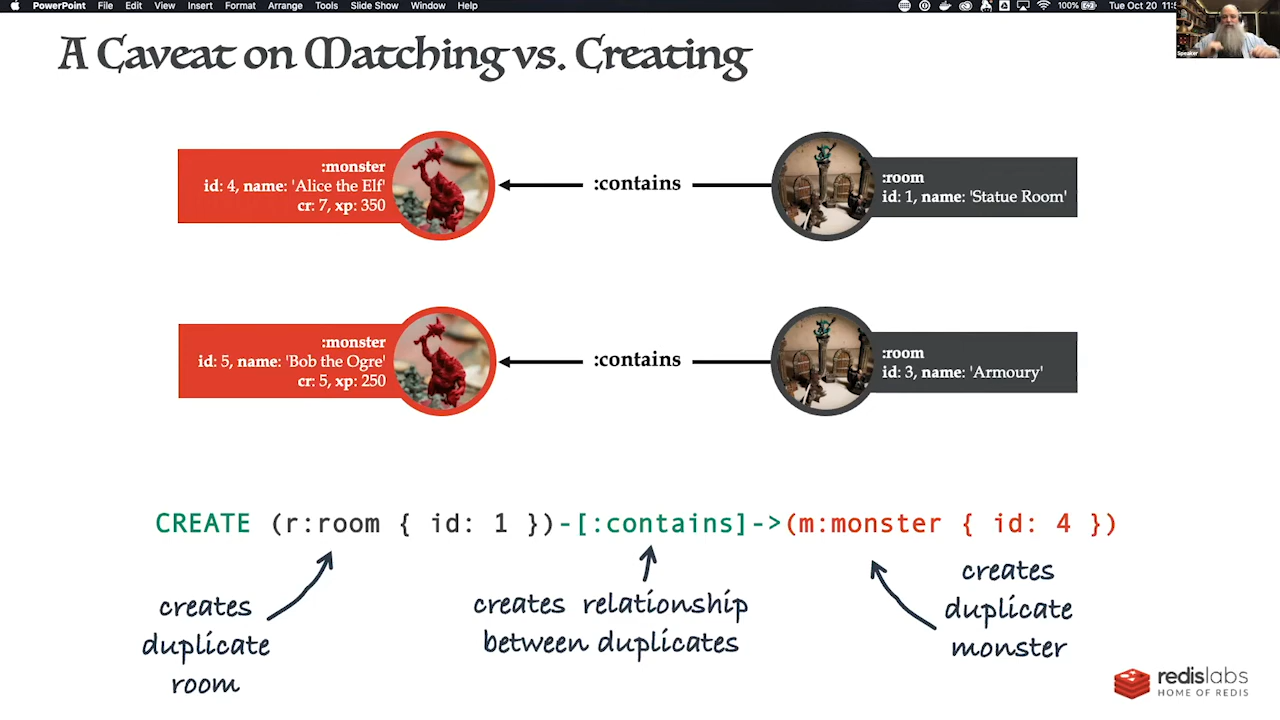 PowerPoint File Edit View Insert Format Arrange Tools Slide Show Window Help 100% Tue Oct 20
Speaker
A Caveat on Matching vs. Creating
:monster
id: 4, name: 'Alice the Elf'
cr: 7, xp: 350
:contains
:room
id: 1, name: 'Statue Room'
:monster
id: 5, name: 'Bob the Ogre'
cr: 5, xp: 250
:contains
:room
id: 3, name: 'Armoury'
CREATE (r:room { id: 1 })-[:contains]->(m:monster { id: 4 })
creates
duplicate
room
creates relationship
between duplicates
creates
duplicate
monster
redislabs
HOME OF REDIS